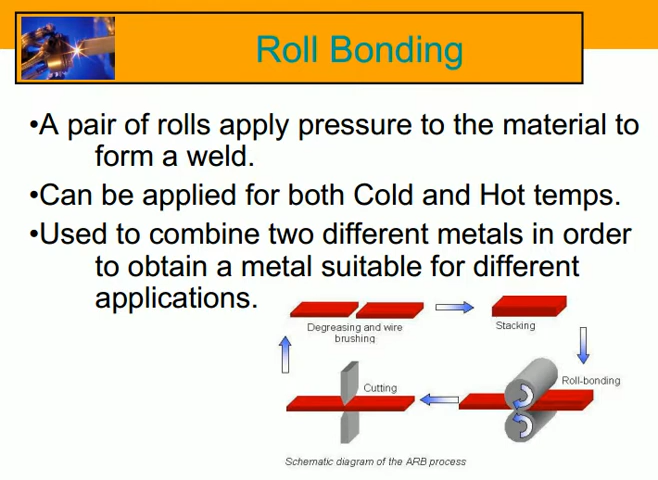 Roll Bonding
•A pair of rolls apply pressure to the material to
form a weld.
•Can be applied for both Cold and Hot temps.
•Used to combine two different metals in order
to obtain a metal suitable for different
applications.
Degreasing and wire
brushing
Stacking
Roll-bonding
Cutting
Schematic diagram of the ARB process